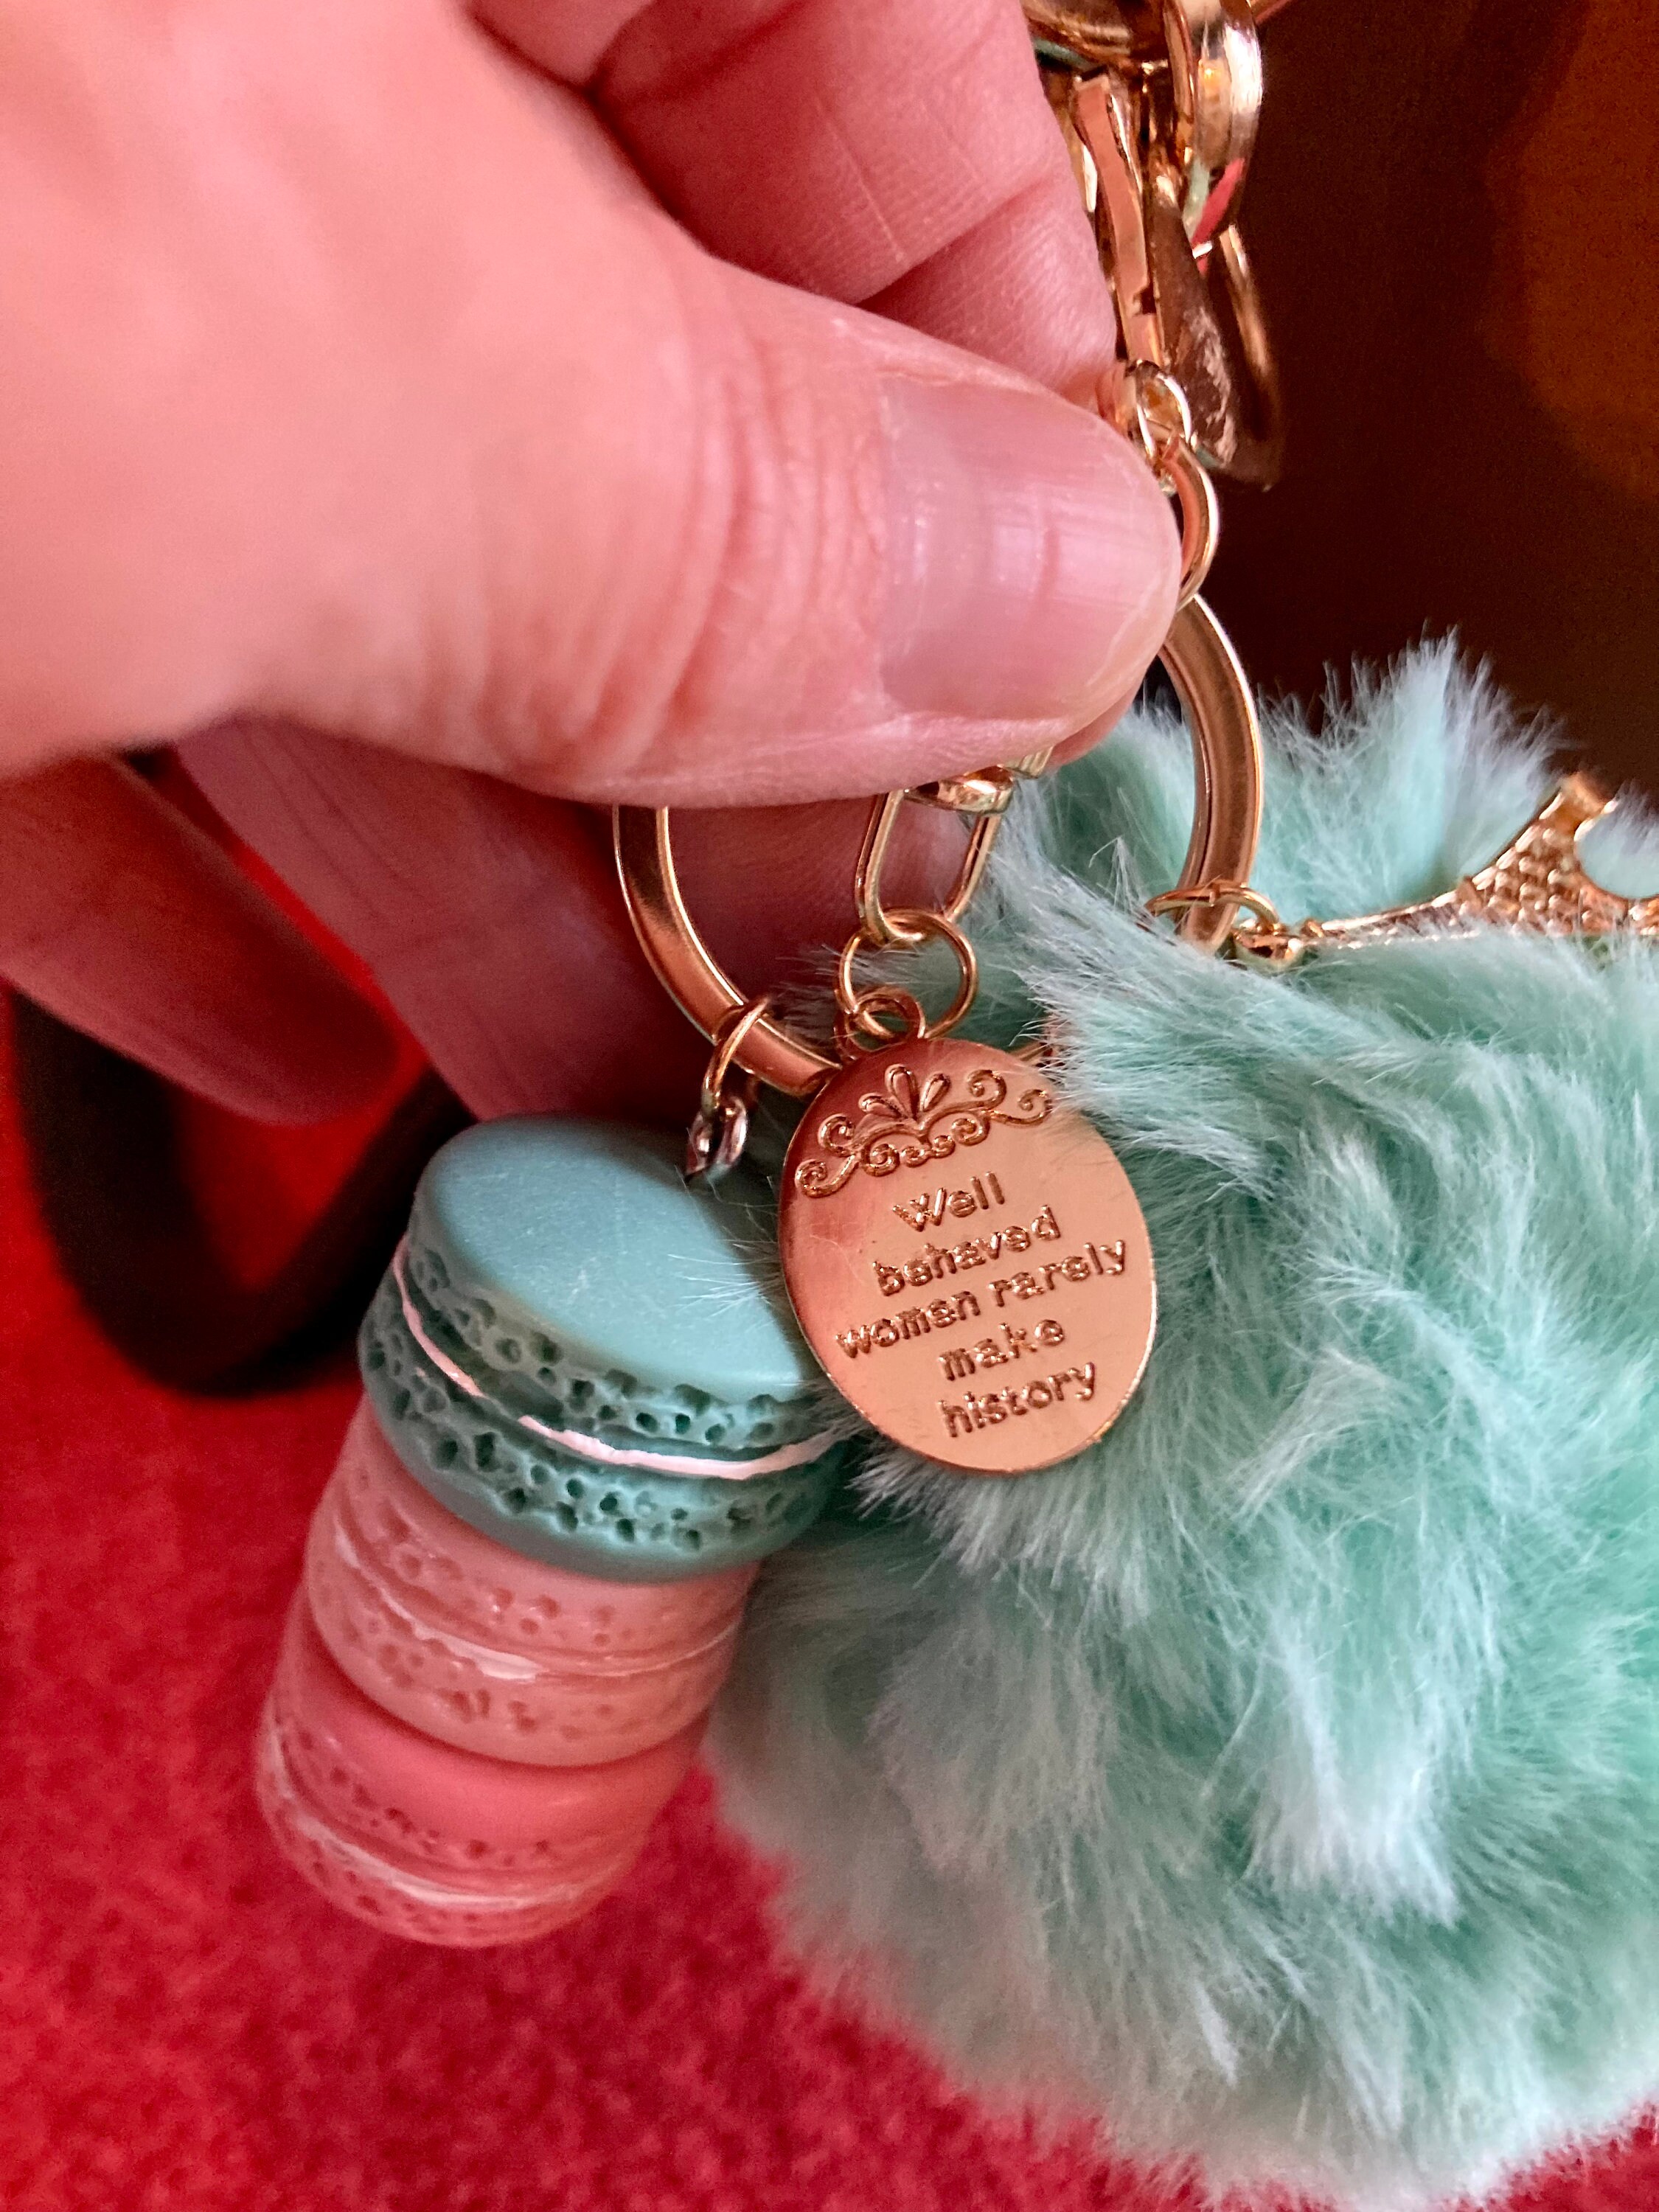 Well
behaved
women rarely
make
history